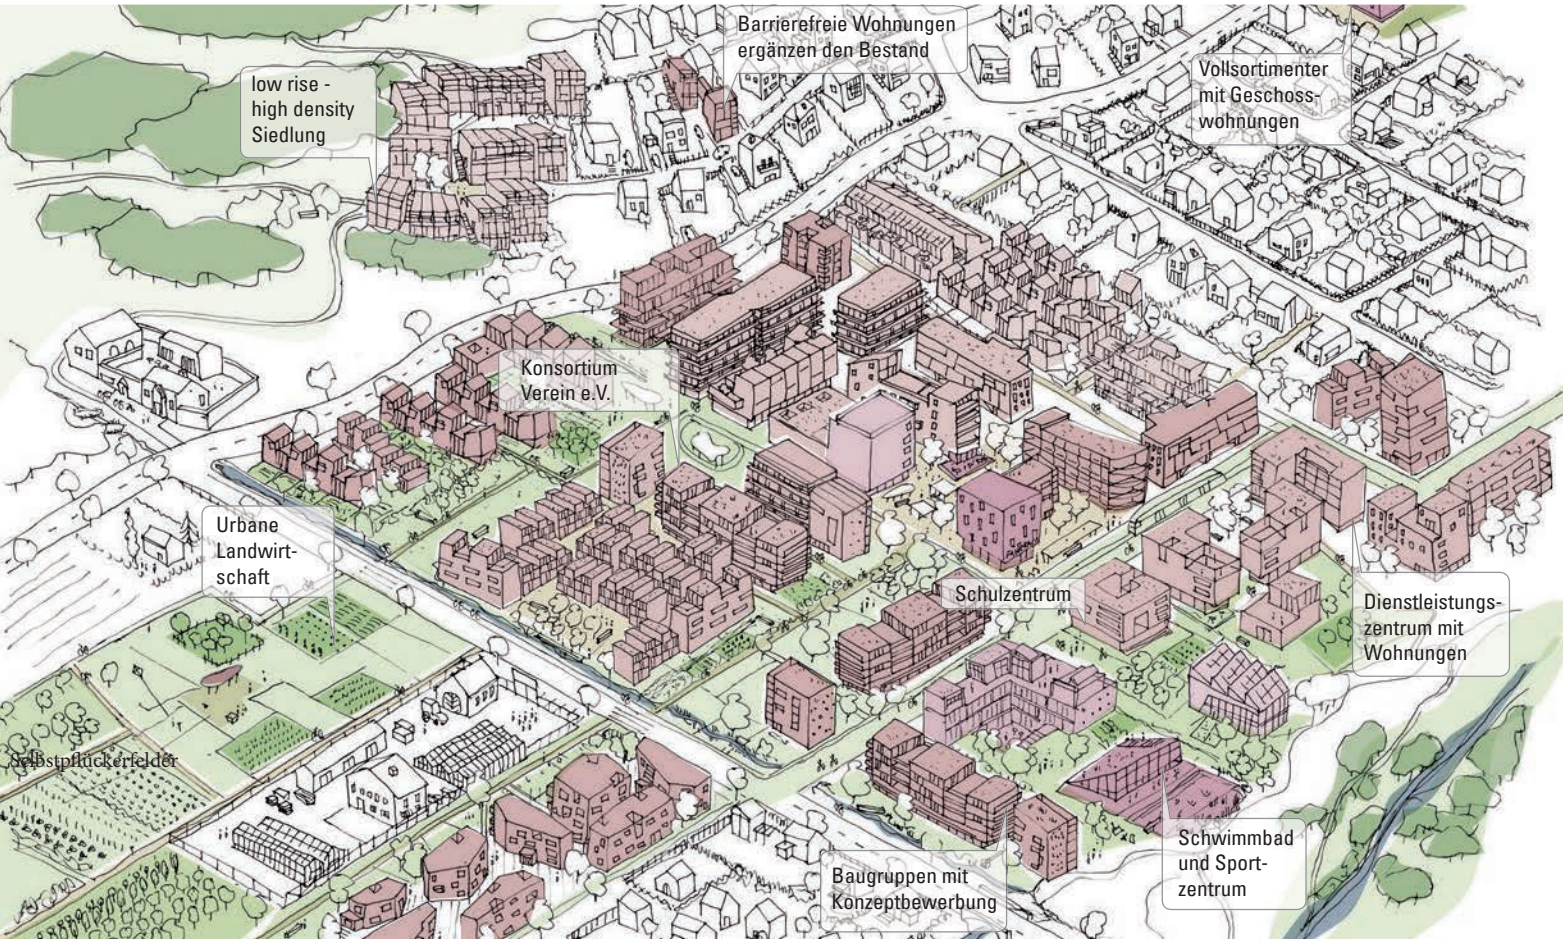 Barrierefreie Wohnungen
ergänzen den Bestand
Vollsortimenter
mit Geschoss-
wohnungen
low rise -
high density
Siedlung
Konsortium
Verein e.V.
Urbane
Landwirt-
schaft
Schulzentrum
Dienstleistungs-
zentrum mit
Wohnungen
Selbstpflückerfelder
Schwimmbad
und Sport-
zentrum
Baugruppen mit
Konzeptbewerbung